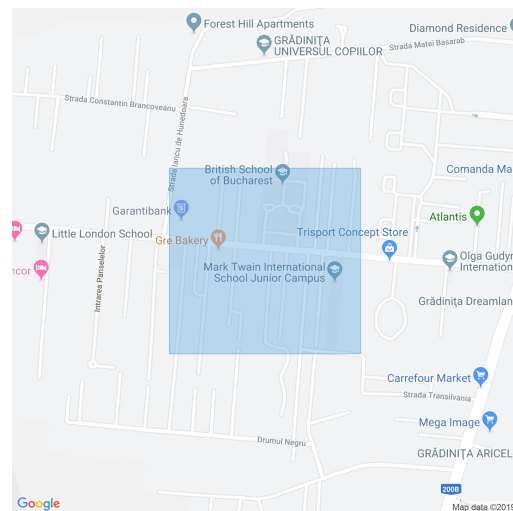 Forest Hill Apartments
Diamond Residence
GRĂDINIȚA
UNIVERSUL COPIILOR
Strada Matei Basarab
Strada Constantin Brancoveanu
Strada Iancu de Hunedoara
British School
of Bucharest
Comanda Ma
Garantibank
Atlantis
Little London School
Gre Bakery
Trisport Concept Store
Olga Gudyn
Internation
ncor
Mark Twain International
School Junior Campus
Intrarea Panselelor
Grădinița Dreamlan
Carrefour Market
Strada Transilvania
Mega Image
Drumul Negru
GRĂDINIȚA ARICEL
200B
Google
Map data ©2019